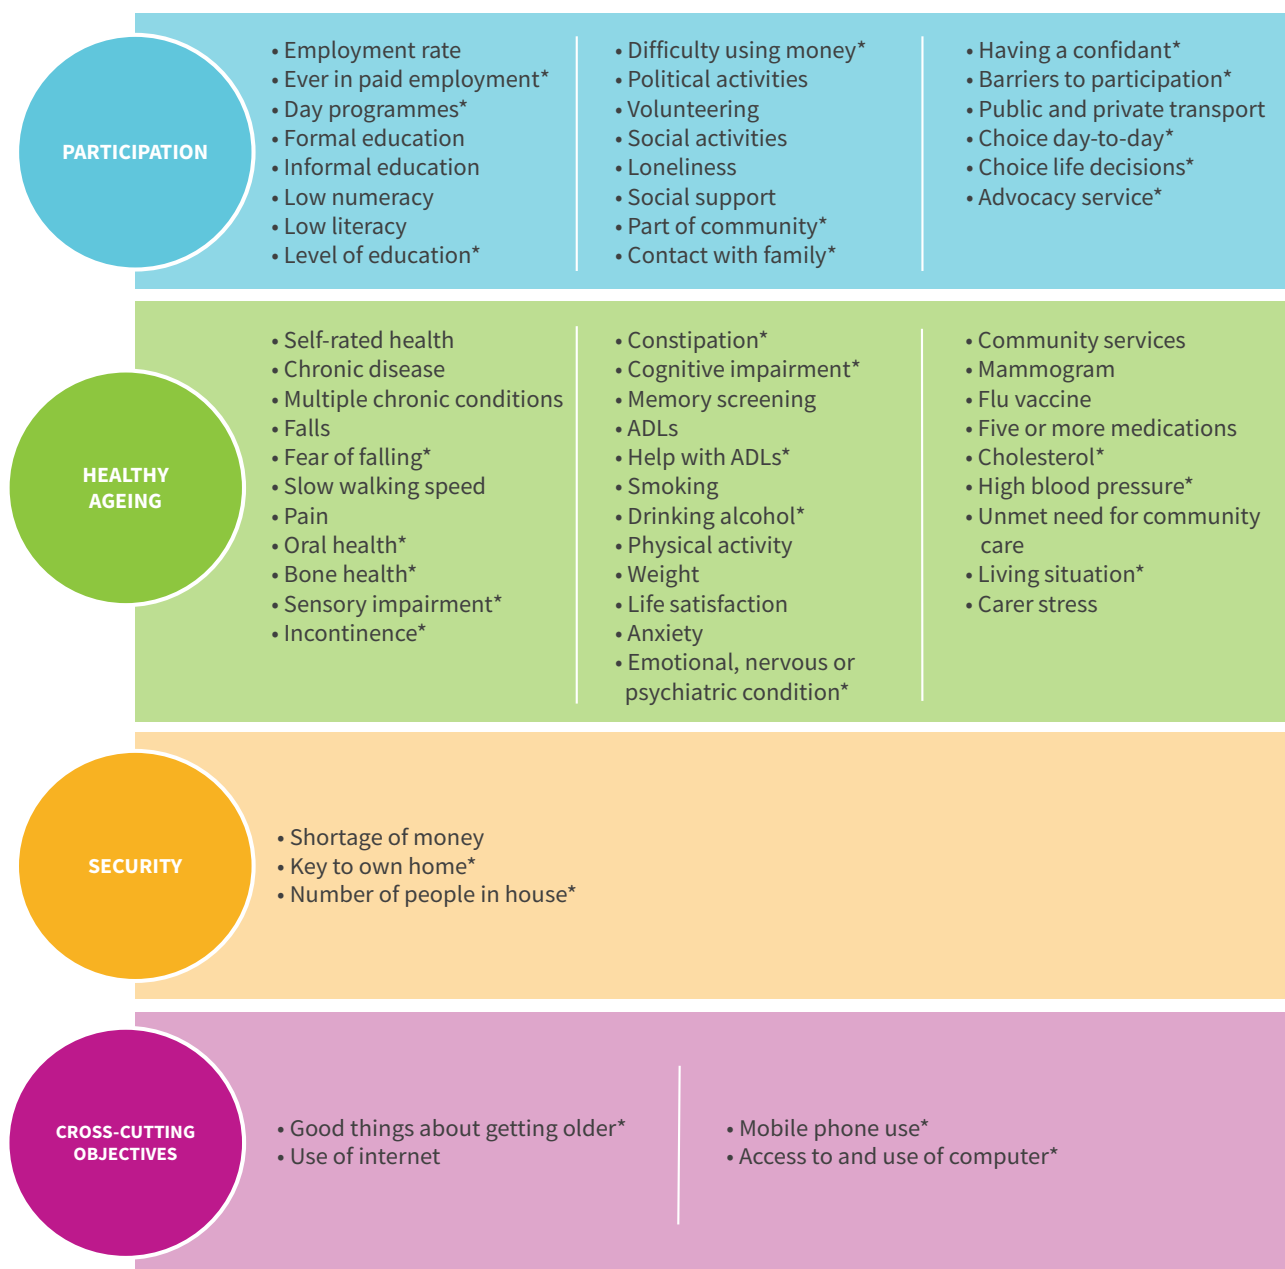 PARTICIPATION
• Employment rate
• Ever in paid employment*
• Day programmes*
• Formal education
• Informal education
• Low numeracy
• Low literacy
• Level of education*
• Difficulty using money*
• Political activities
• Volunteering
• Social activities
• Loneliness
• Social support
• Part of community*
• Contact with family*
• Having a confidant*
• Barriers to participation*
• Public and private transport
• Choice day-to-day*
• Choice life decisions*
• Advocacy service*
HEALTHY
AGEING
• Self-rated health
• Chronic disease
• Multiple chronic conditions
• Falls
• Fear of falling*
• Slow walking speed
• Pain
• Oral health*
• Bone health*
• Sensory impairment*
• Incontinence*
• Constipation*
• Cognitive impairment*
• Memory screening
• ADLs
• Help with ADLs*
• Smoking
• Drinking alcohol*
• Physical activity
• Weight
• Life satisfaction
• Anxiety
• Emotional, nervous or
psychiatric condition*
• Community services
• Mammogram
• Flu vaccine
• Five or more medications
• Cholesterol*
• High blood pressure*
• Unmet need for community
care
• Living situation*
• Carer stress
SECURITY
• Shortage of money
• Key to own home*
• Number of people in house*
CROSS-CUTTING
OBJECTIVES
• Good things about getting older*
• Use of internet
• Mobile phone use*
• Access to and use of computer*